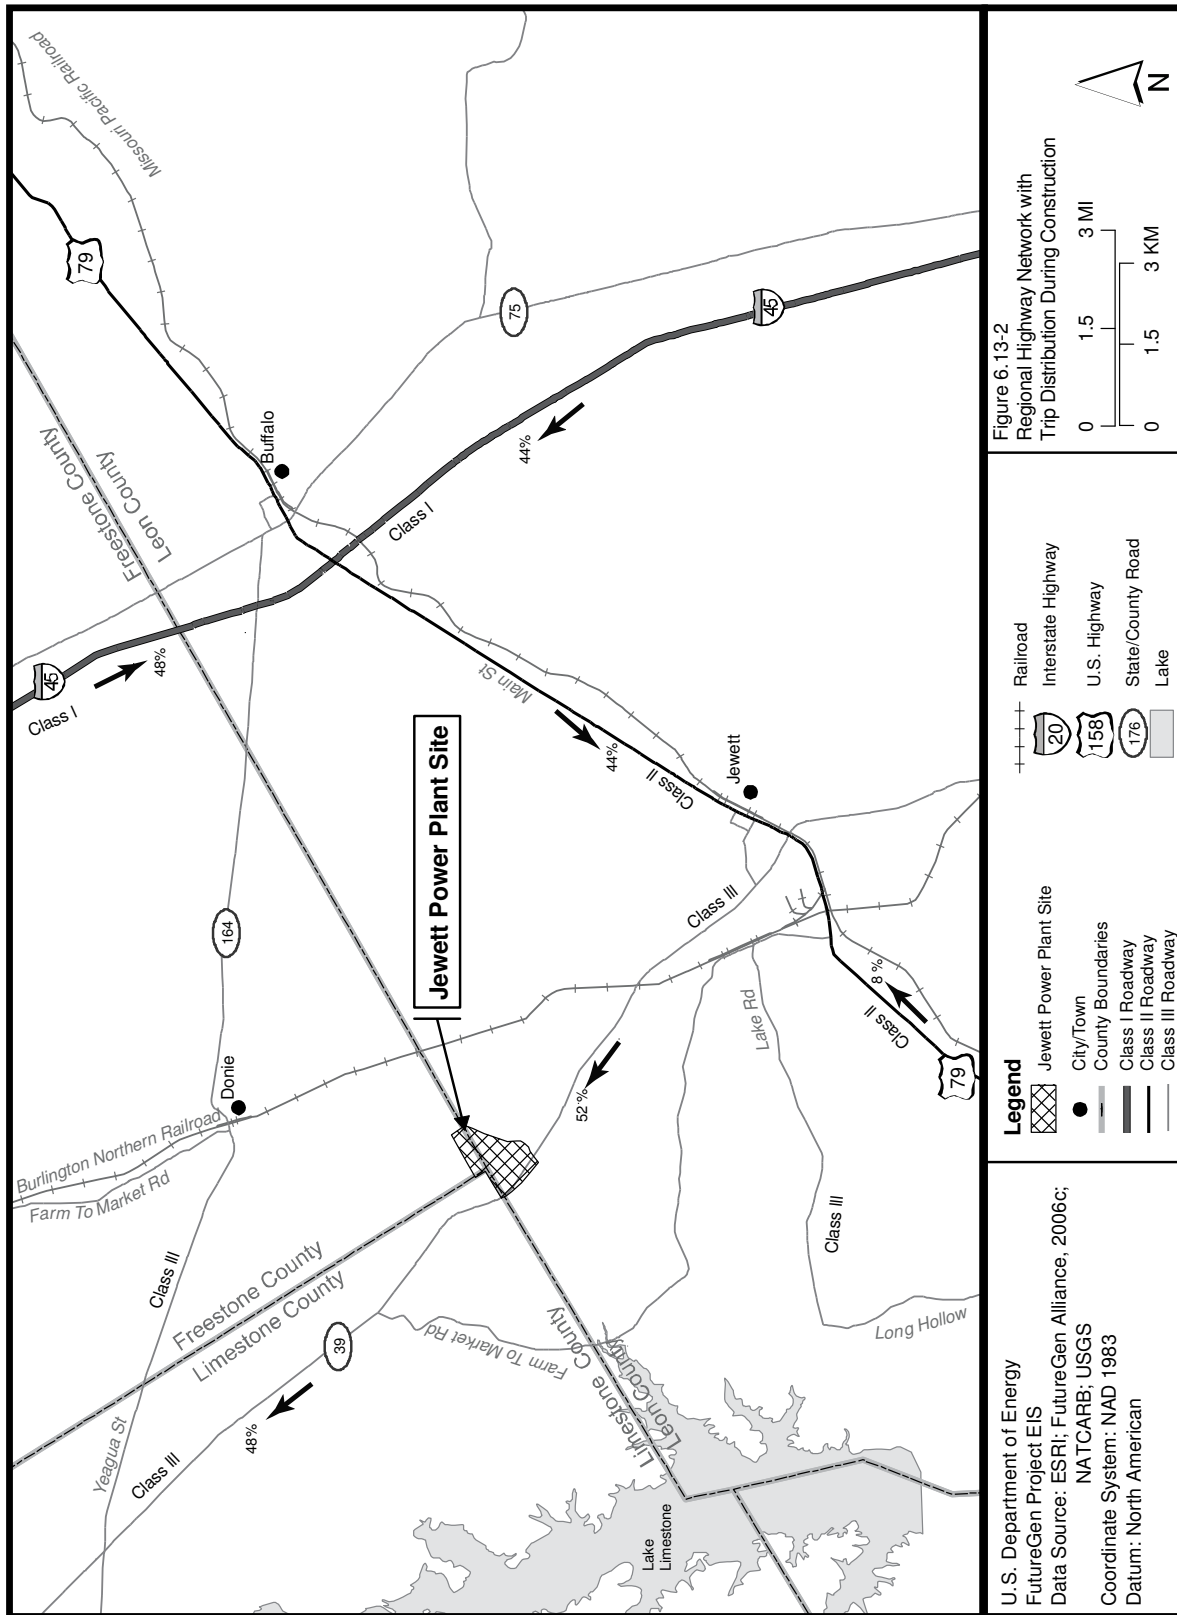 Missouri Pacific Railroad
79
Freestone County
Leon County
Buffalo
75
45
44%
Class I
45
48%
Class I
Main St
44%
Class II
Jewett
Jewett Power Plant Site
164
Donie
Burlington Northern Railroad
Farm To Market Rd
Class III
Lake Rd
8 %
Class II
79
52 %
Class III
Freestone County
Limestone County
Class III
Long Hollow
39
Farm To Market Rd
48%
Yeagua St
Class III
Limestone County
Leon County
Lake
Limestone
U.S. Department of Energy
FutureGen Project EIS
Data Source: ESRI; FutureGen Alliance, 2006c;
NATCARB; USGS
Coordinate System: NAD 1983
Datum: North American
Legend
Jewett Power Plant Site
City/Town
County Boundaries
Class I Roadway
Class II Roadway
Class III Roadway
Railroad
20
Interstate Highway
158
U.S. Highway
176
State/County Road
Lake
Figure 6.13-2
Regional Highway Network with
Trip Distribution During Construction
0 1.5 3 MI
0 1.5 3 KM
N